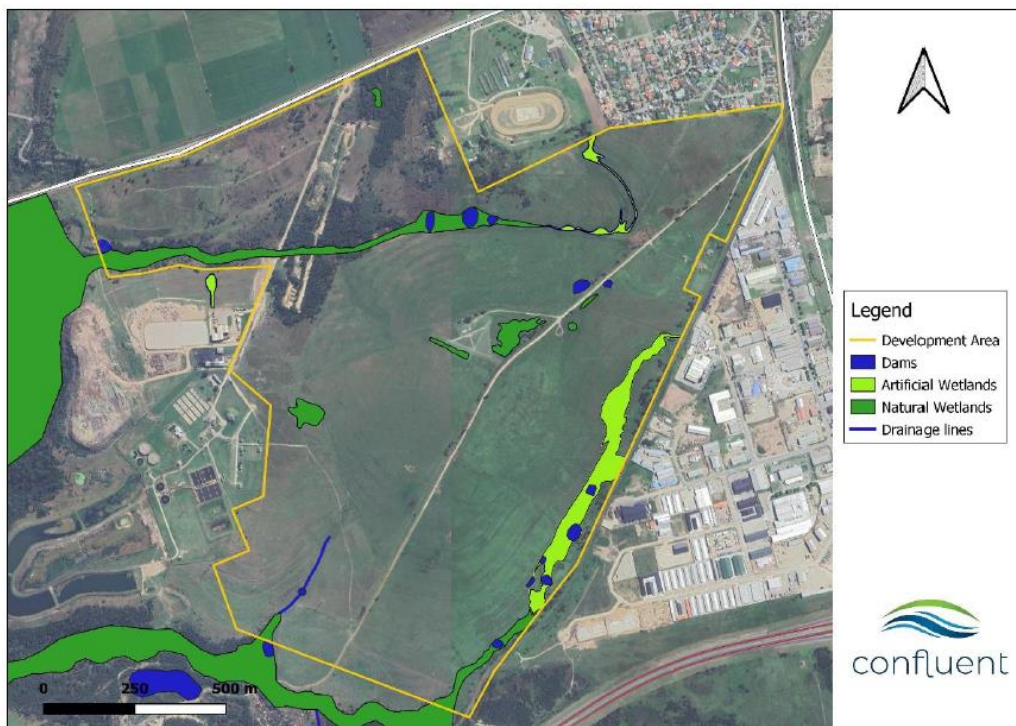 Legend
Development Area
Dams
Artificial Wetlands
Natural Wetlands
Drainage lines
confluent
0 250 500 m